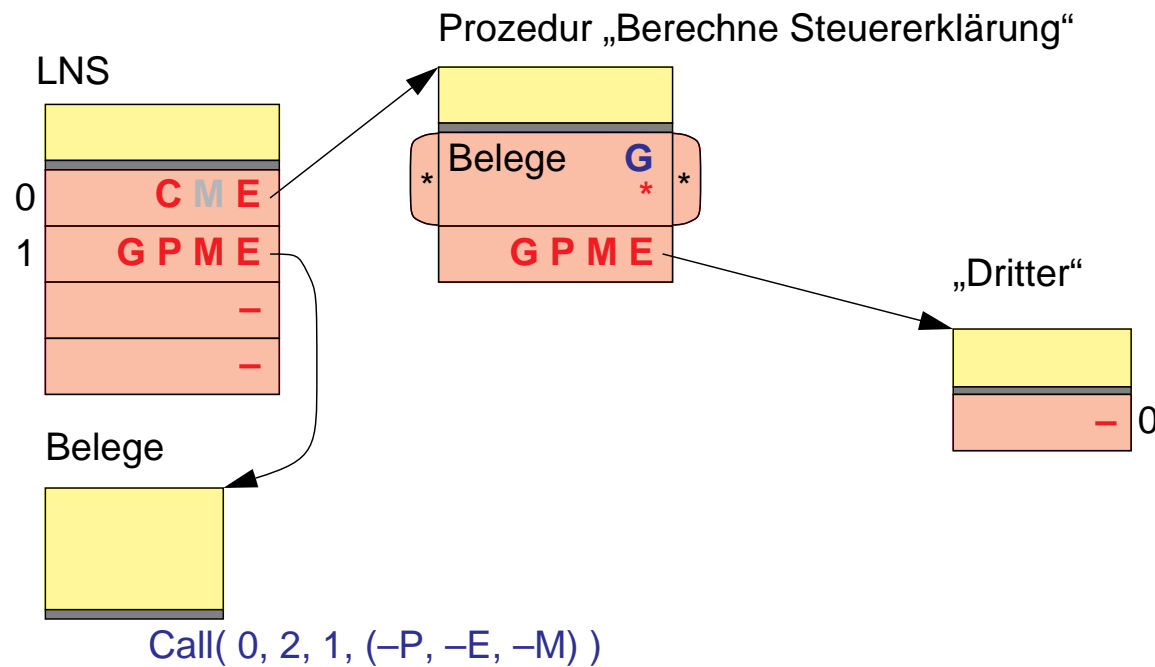 Prozedur „Berechne Steuererklärung“
LNS
0 C M E
1 G P M E
–
–
* Belege G *
*
G P M E
„Dritter“
– 0
Belege
Call( 0, 2, 1, (–P, –E, –M) )